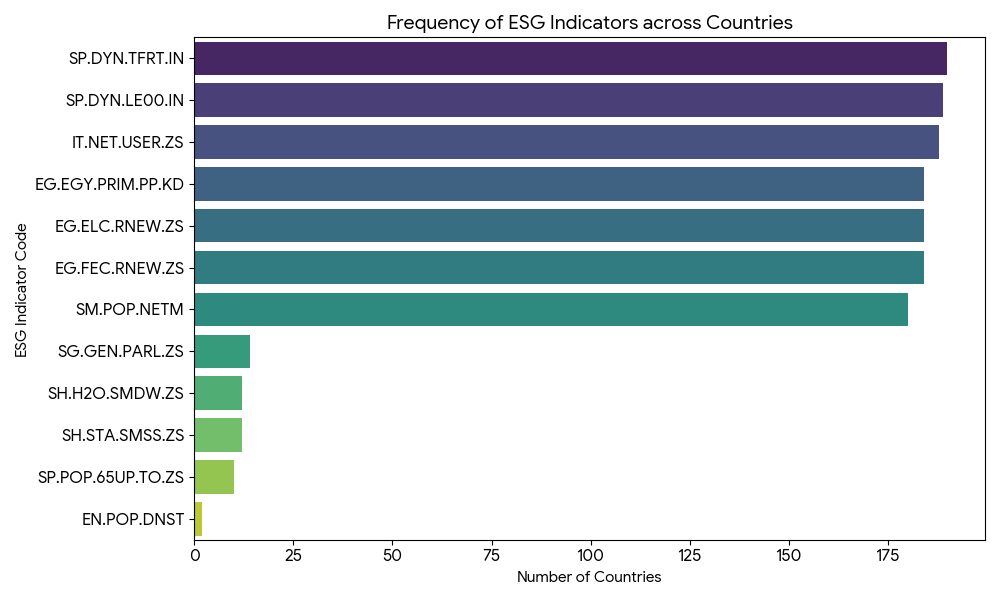 Frequency of ESG Indicators across Countries
SP.DYN.TFRT.IN
SP.DYN.LE00.IN
IT.NET.USER.ZS
EG.EGY.PRIM.PP.KD
EG.ELC.RNEW.ZS
EG.FEC.RNEW.ZS
SM.POP.NETM
SG.GEN.PARL.ZS
SH.H2O.SMDW.ZS
SH.STA.SMSS.ZS
SP.POP.65UP.TO.ZS
EN.POP.DNST
ESG Indicator Code
0 25 50 75 100 125 150 175
Number of Countries